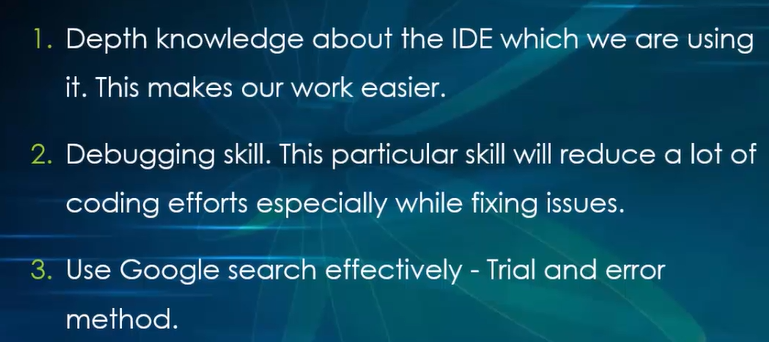 1. Depth knowledge about the IDE which we are using
it. This makes our work easier.
2. Debugging skill. This particular skill will reduce a lot of
coding efforts especially while fixing issues.
3. Use Google search effectively - Trial and error
method.